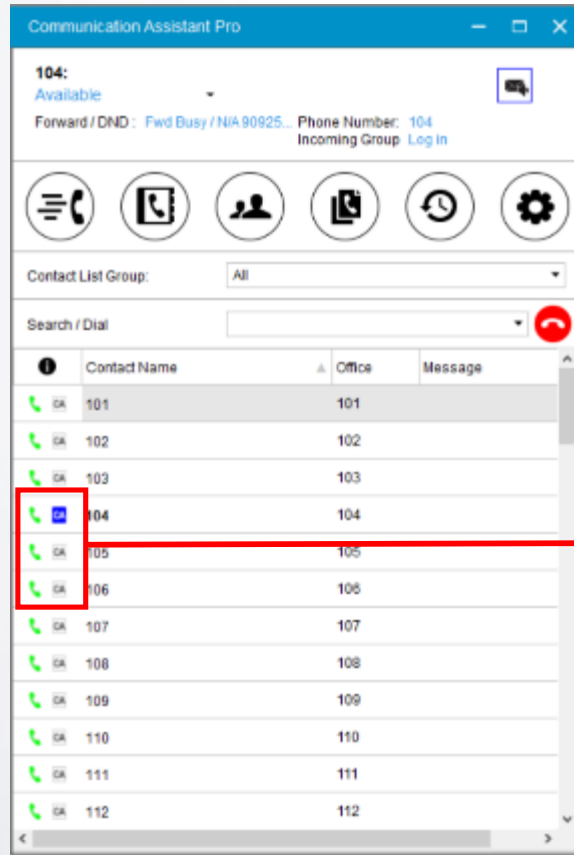 Communication Assistant Pro
104:
Available
Forward / DND : Fwd Busy / N/A 90925... Phone Number: 104
Incoming Group Log in
Contact List Group: All
Search / Dial
Contact Name Office Message
CA 101 101
CA 102 102
CA 103 103
CA 104 104
CA 105 105
CA 106 106
CA 107 107
CA 108 108
CA 109 109
CA 110 110
CA 111 111
CA 112 112